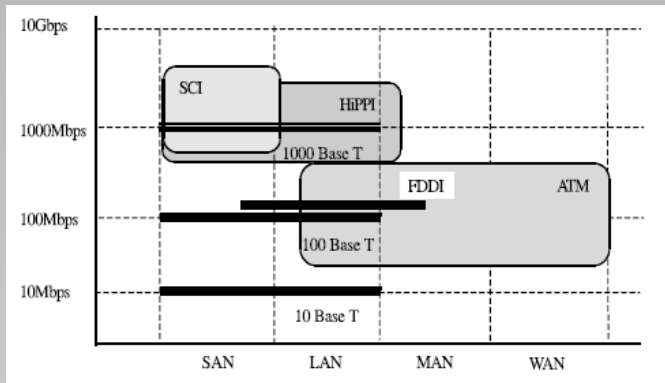 10Gbps
SCI
HiPPI
1000Mbps
1000 Base T
FDDI
ATM
100Mbps
100 Base T
10Mbps
10 Base T
SAN LAN MAN WAN